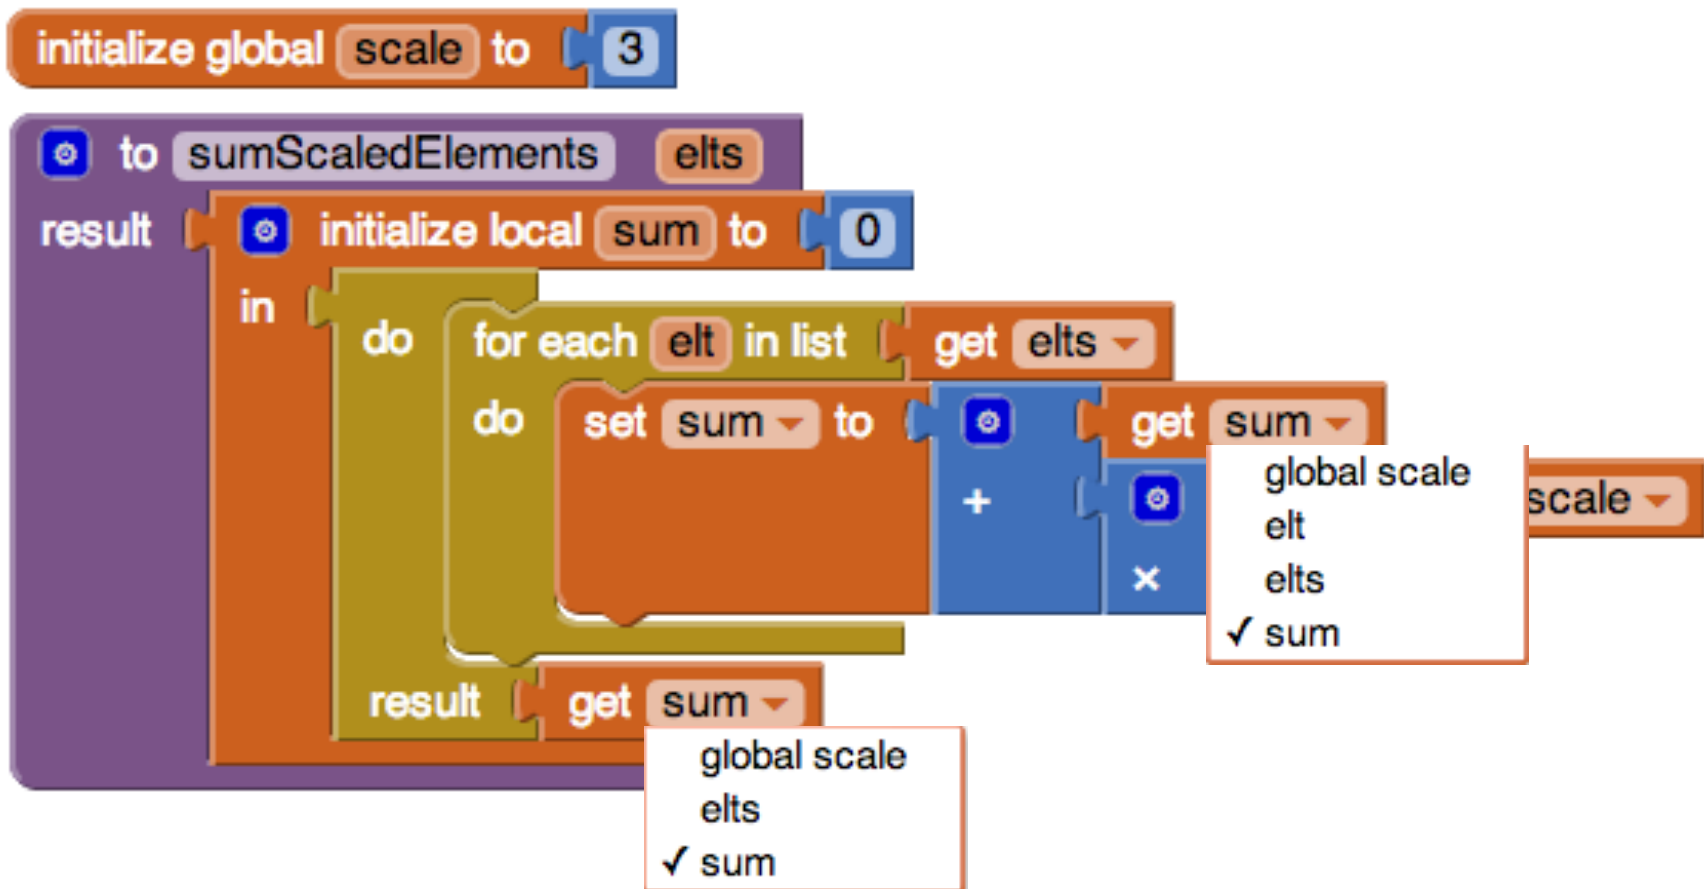 initialize global scale to 3
to sumScaledElements elts
result initialize local sum to 0
in
do for each elt in list get elts
do set sum to get sum
+ scale
×
global scale
elt
elts
✓ sum
result get sum
global scale
elts
✓ sum